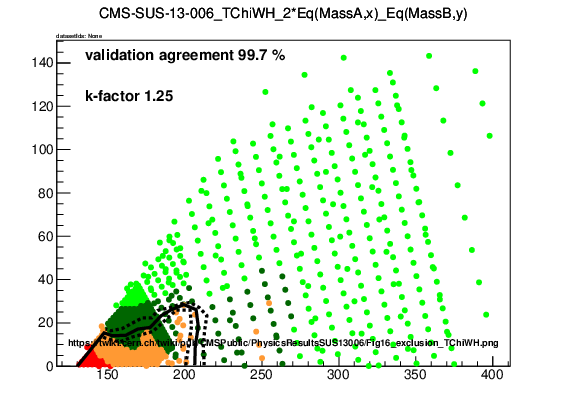 CMS-SUS-13-006_TChiWH_2*Eq(MassA,x)_Eq(MassB,y)
datasetIds: None
validation agreement 99.7 %
k-factor 1.25
140
120
100
80
60
40
20
https://twiki.cern.ch/twiki/pub/CMSPublic/PhysicsResultsSUS13006/Fig16_exclusion_TChiWH.png
0
150 200 250 300 350 400